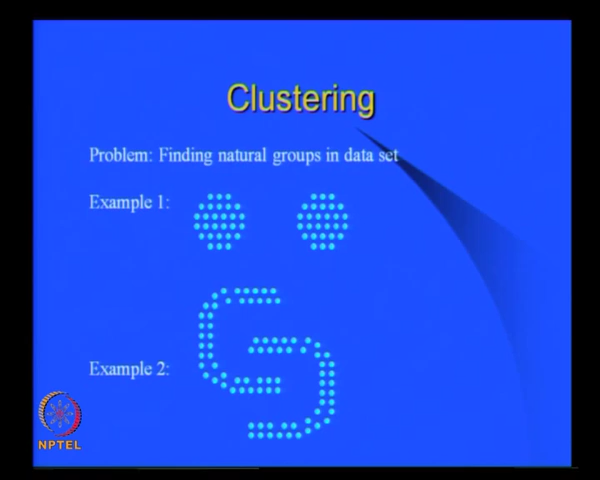 Clustering
Problem: Finding natural groups in data set
Example 1:
Example 2:
NPTEL